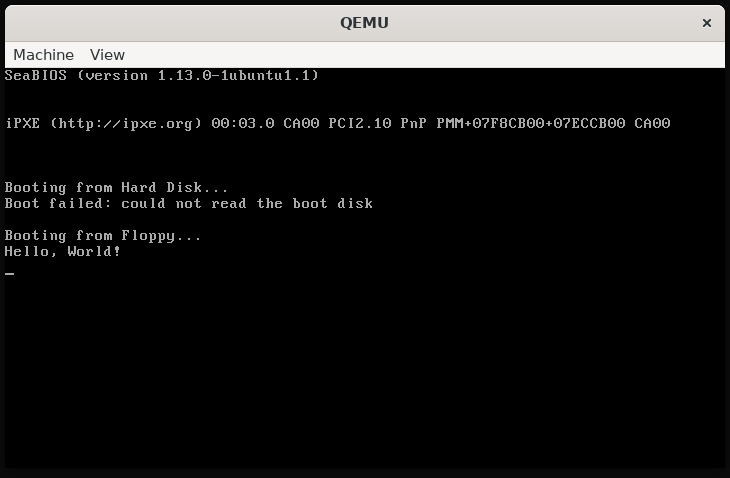 QEMU
Machine View
SeaBIOS (version 1.13.0-1ubuntu1.1)
iPXE (http://ipxe.org) 00:03.0 CA00 PCI2.10 PnP PMM+07F8CB00+07ECCB00 CA00
Booting from Hard Disk...
Boot failed: could not read the boot disk
Booting from Floppy...
Hello, World!